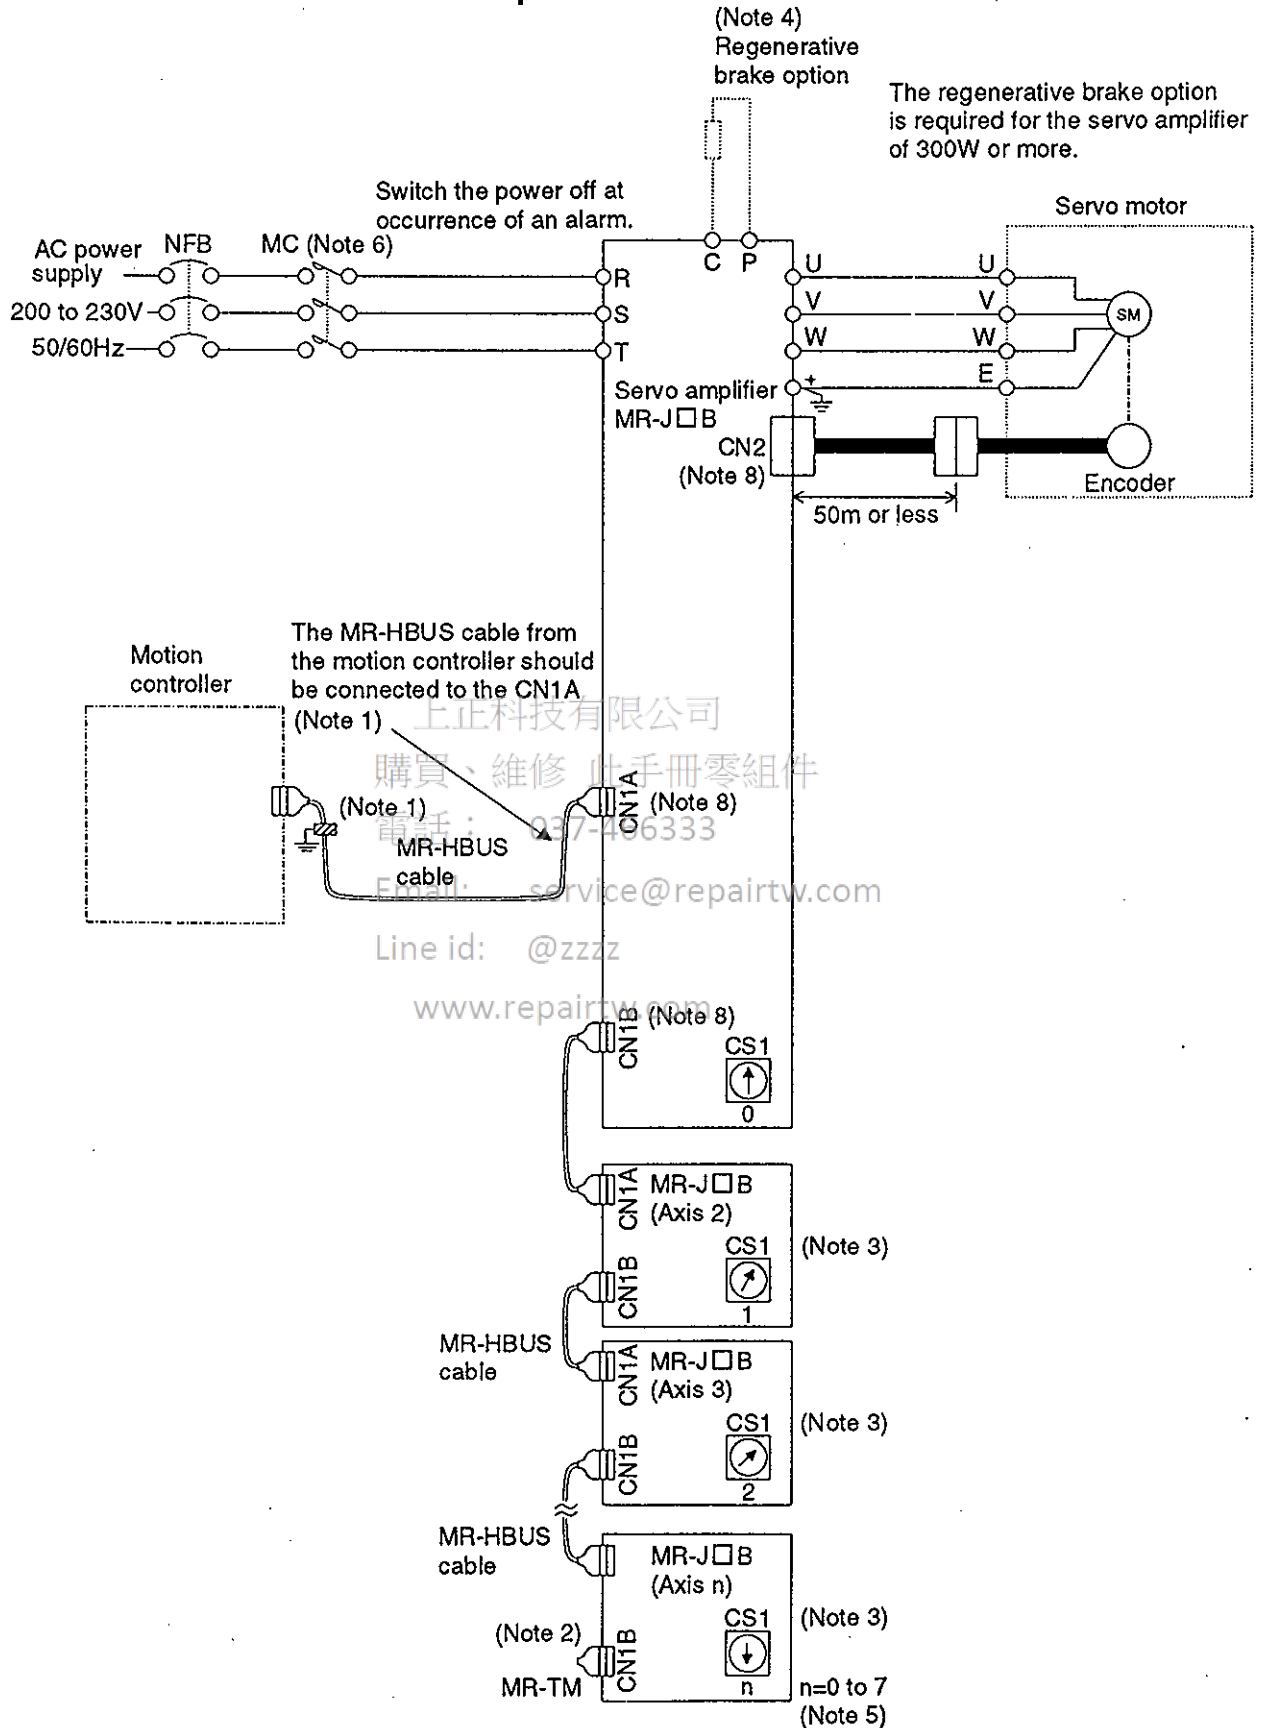 (Note 4)
Regenerative
brake option
The regenerative brake option
is required for the servo amplifier
of 300W or more.
Switch the power off at
occurrence of an alarm.
Servo motor
AC power
supply
NFB
MC (Note 6)
200 to 230V
50/60Hz
C P
R
S
T
U
V
W
U
V
W
E
SM
Servo amplifier
MR-J□B
CN2
(Note 8)
Encoder
50m or less
The MR-HBUS cable from
the motion controller should
be connected to the CN1A
(Note 1)
Motion
controller
上正科技有限公司
購買、維修 此手冊零組件
電話： 037-466333
Email: service@repairtw.com
Line id: @zzzz
www.repairtw.com
(Note 1)
MR-HBUS
cable
CN1A
(Note 8)
CN1B
(Note 8)
CS1
0
CN1A
MR-J□B
(Axis 2)
CN1B
CS1
1
(Note 3)
MR-HBUS
cable
CN1A
MR-J□B
(Axis 3)
CN1B
CS1
2
(Note 3)
MR-HBUS
cable
MR-J□B
(Axis n)
CS1
n
(Note 3)
(Note 2)
MR-TM
CN1B
n=0 to 7
(Note 5)